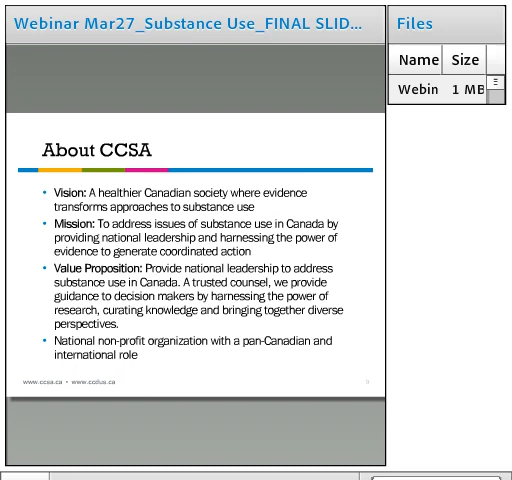 Webinar Mar27_Substance Use_FINAL SLID...
Files
Name Size
Webin 1 MB
About CCSA
• Vision: A healthier Canadian society where evidence
transforms approaches to substance use
• Mission: To address issues of substance use in Canada by
providing national leadership and harnessing the power of
evidence to generate coordinated action
• Value Proposition: Provide national leadership to address
substance use in Canada. A trusted counsel, we provide
guidance to decision makers by harnessing the power of
research, curating knowledge and bringing together diverse
perspectives.
• National non-profit organization with a pan-Canadian and
international role
www.ccsa.ca • www.ccdus.ca